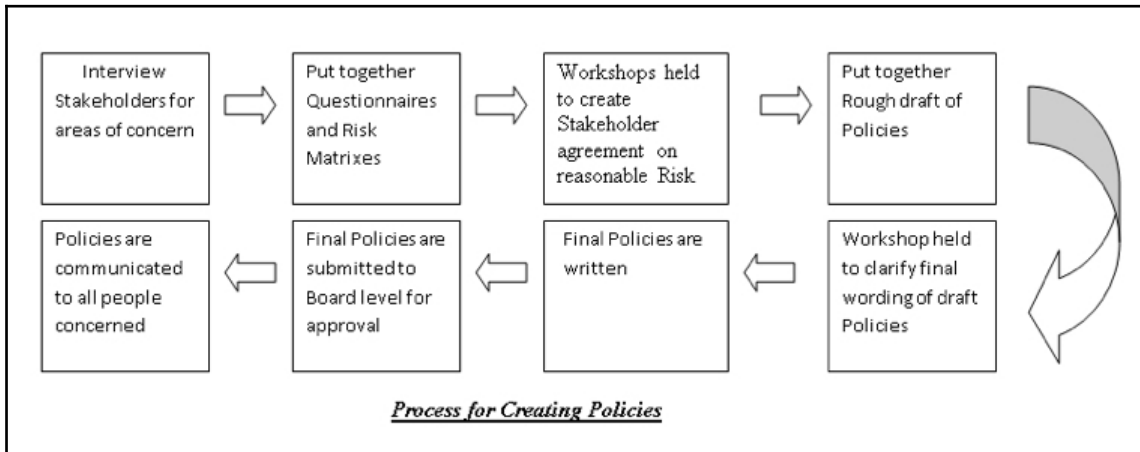 Interview
Stakeholders for
areas of concern
Put together
Questionnaires
and Risk
Matrixes
Workshops held
to create
Stakeholder
agreement on
reasonable Risk
Put together
Rough draft of
Policies
Workshop held
to clarify final
wording of draft
Policies
Final Policies are
written
Final Policies are
submitted to
Board level for
approval
Policies are
communicated
to all people
concerned
Process for Creating Policies